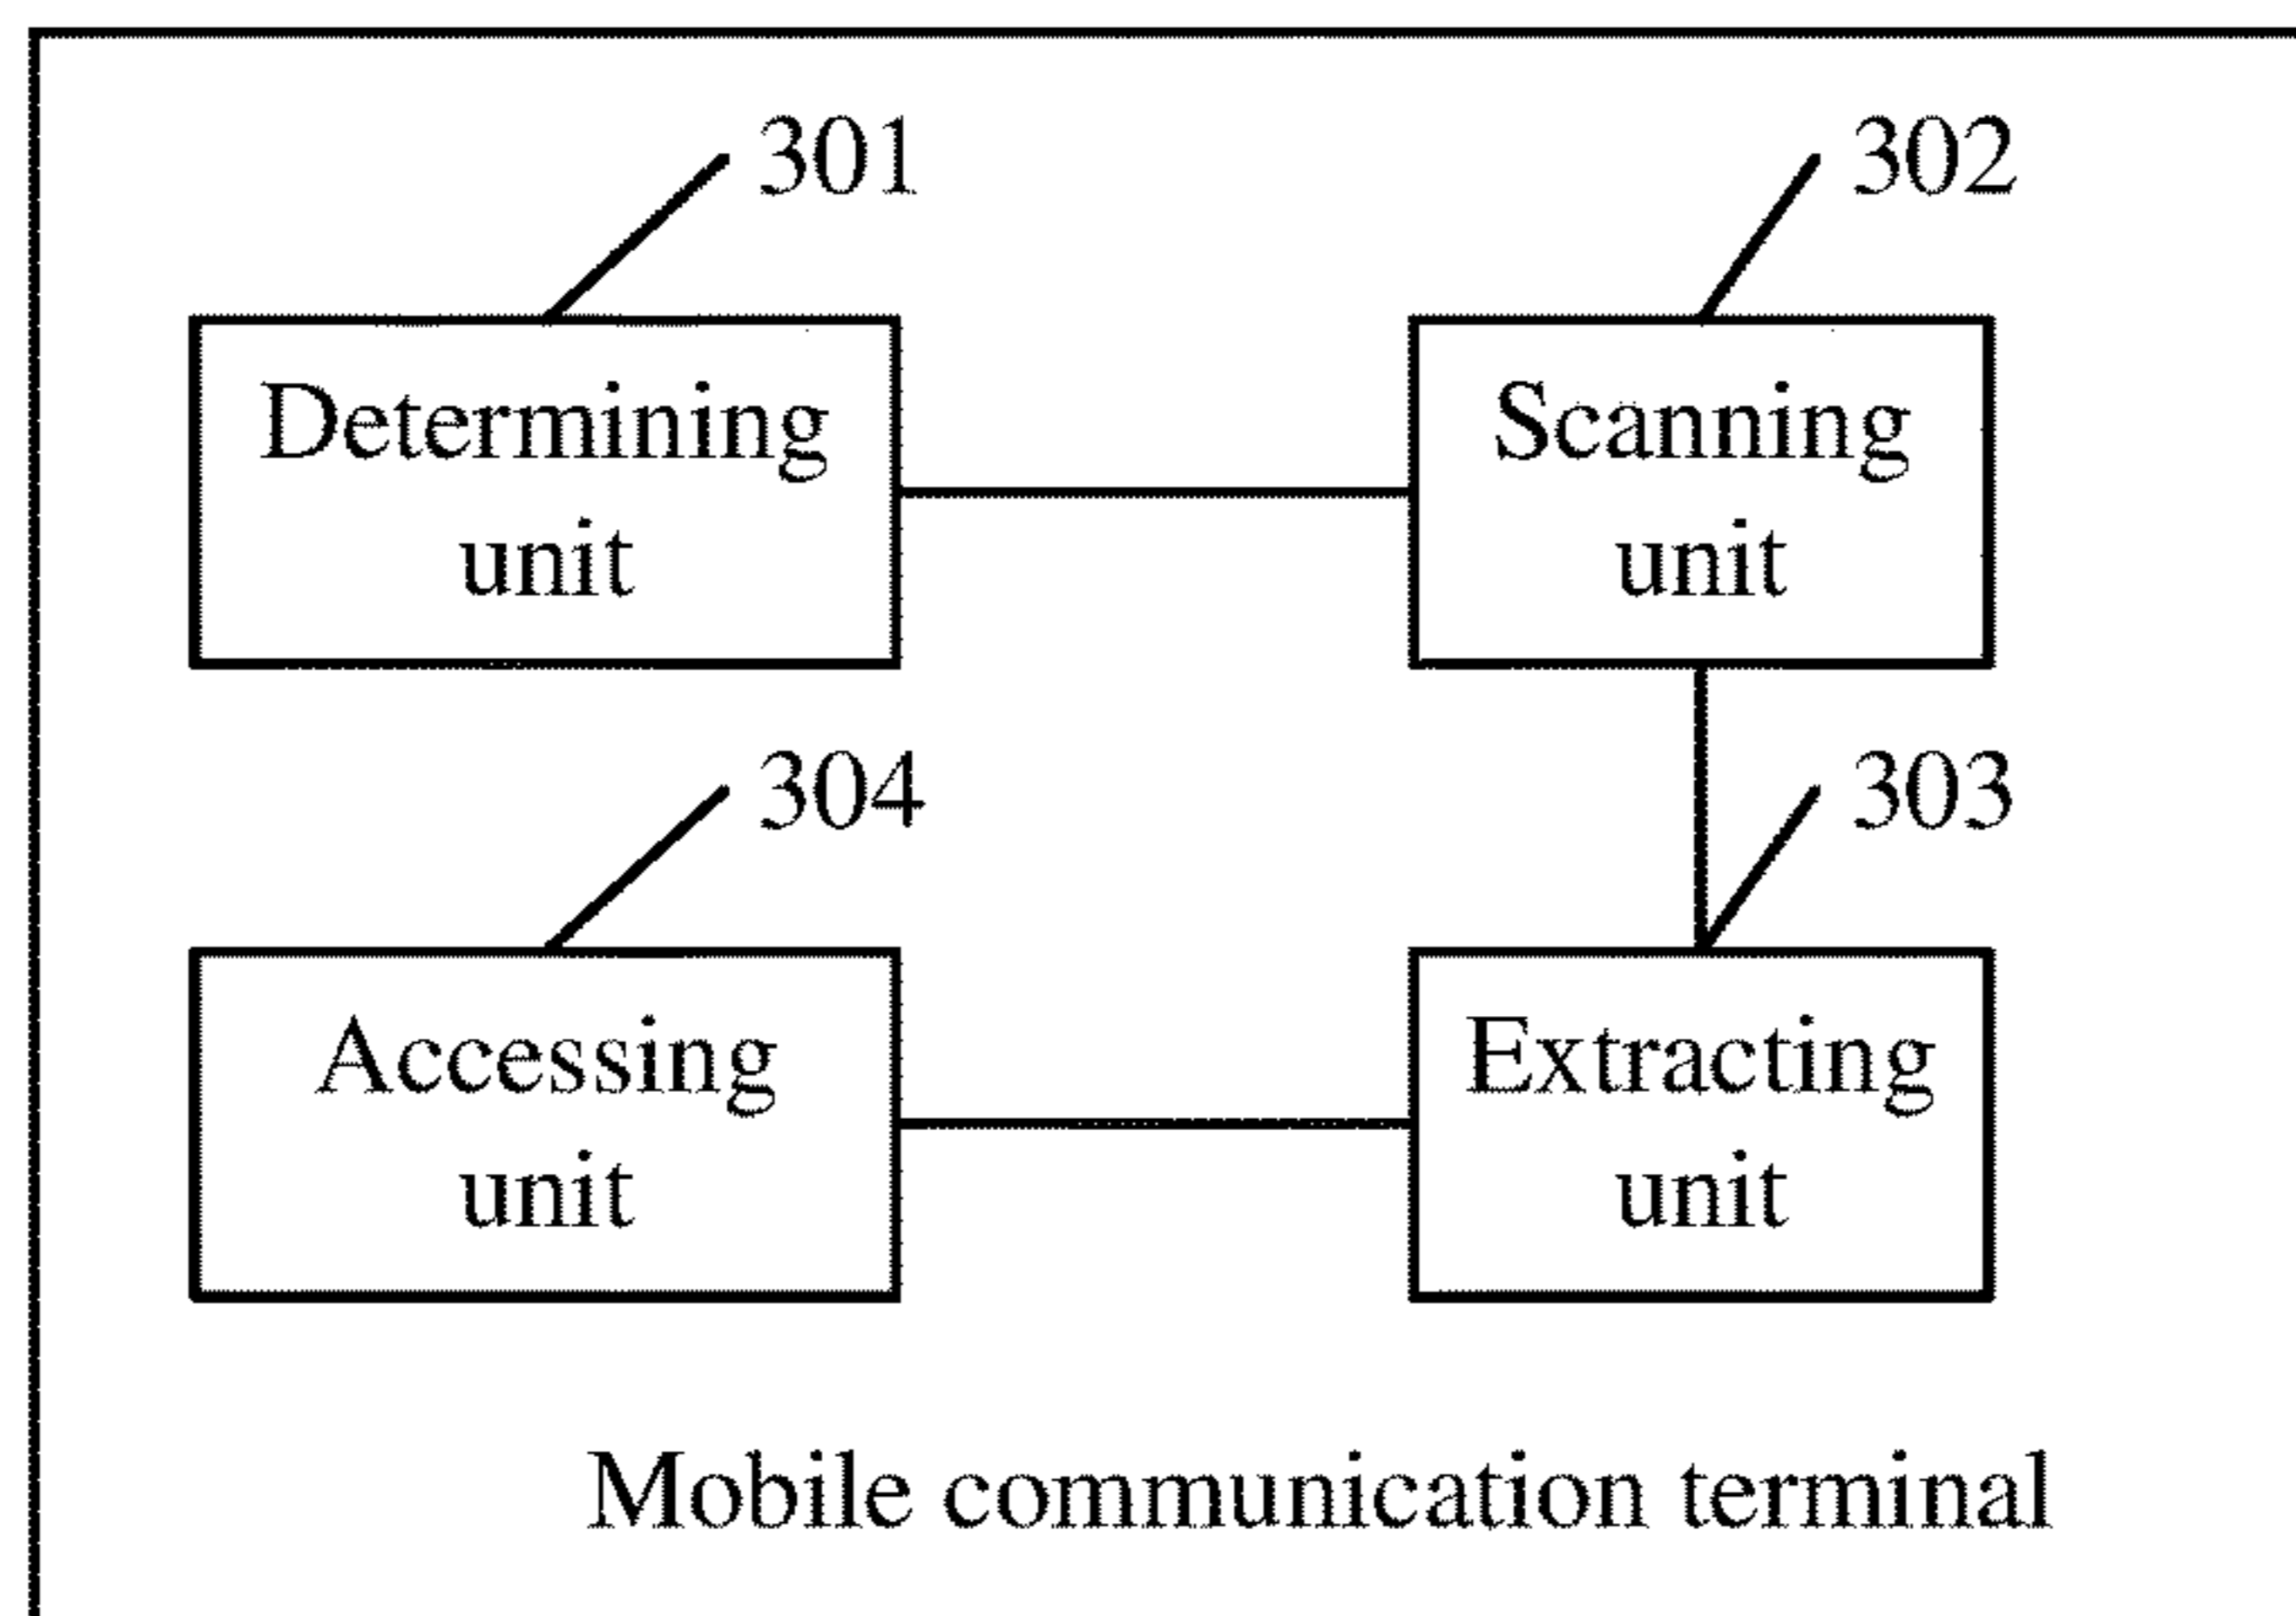 301
302
Determining
unit
Scanning
unit
304
303
Accessing
unit
Extracting
unit
Mobile communication terminal